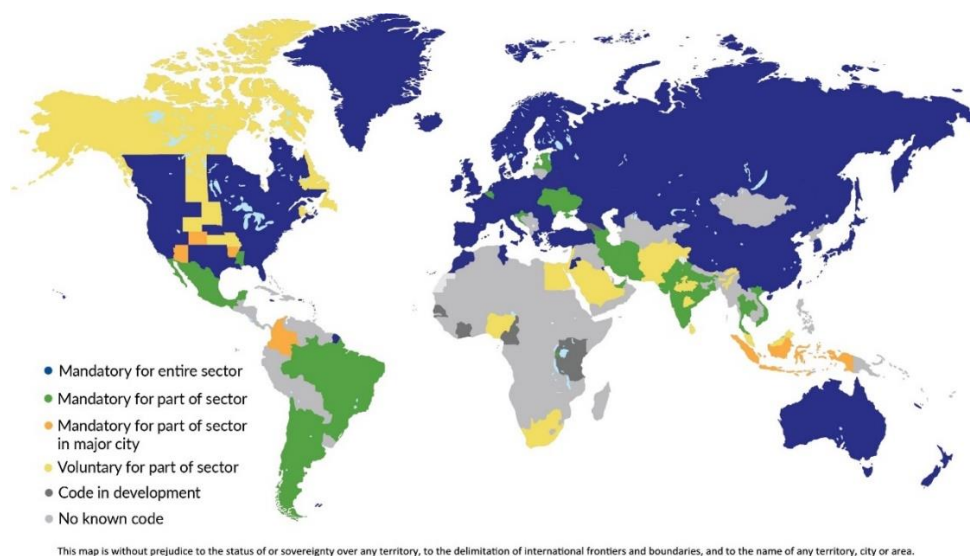 Mandatory for entire sector
Mandatory for part of sector
Mandatory for part of sector
in major city
Voluntary for part of sector
Code in development
No known code
This map is without prejudice to the status of or sovereignty over any territory, to the delimitation of international frontiers and boundaries, and to the name of any territory, city or area.